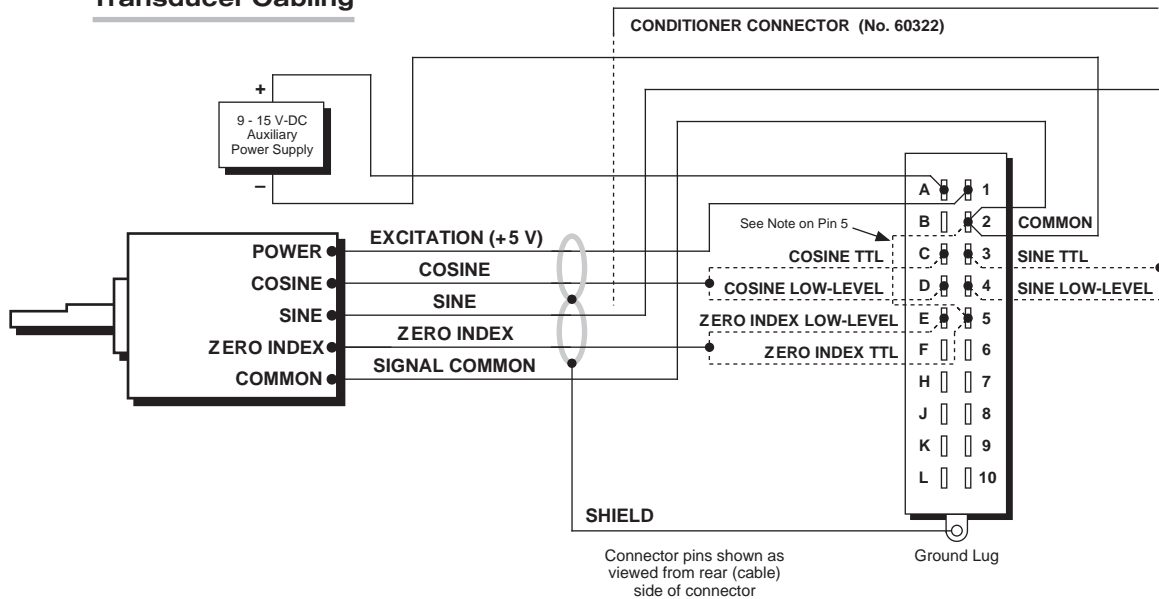 Transducer Cabling
CONDITIONER CONNECTOR (No. 60322)
+
9 - 15 V-DC
Auxiliary
Power Supply
–
POWER
COSINE
SINE
ZERO INDEX
COMMON
EXCITATION (+5 V)
COSINE
SINE
ZERO INDEX
SIGNAL COMMON
SHIELD
See Note on Pin 5
COSINE TTL
COSINE LOW-LEVEL
ZERO INDEX LOW-LEVEL
ZERO INDEX TTL
A 1
B 2 COMMON
C 3 SINE TTL
D 4 SINE LOW-LEVEL
E 5
F 6
H 7
J 8
K 9
L 10
Connector pins shown as
viewed from rear (cable)
side of connector
Ground Lug